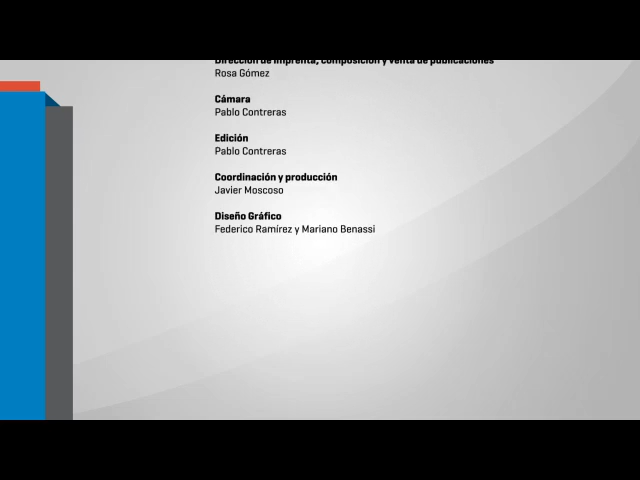 Dirección de imprenta, composición y venta de publicaciones
Rosa Gómez
Cámara
Pablo Contreras
Edición
Pablo Contreras
Coordinación y producción
Javier Moscoso
Diseño Gráfico
Federico Ramírez y Mariano Benassi